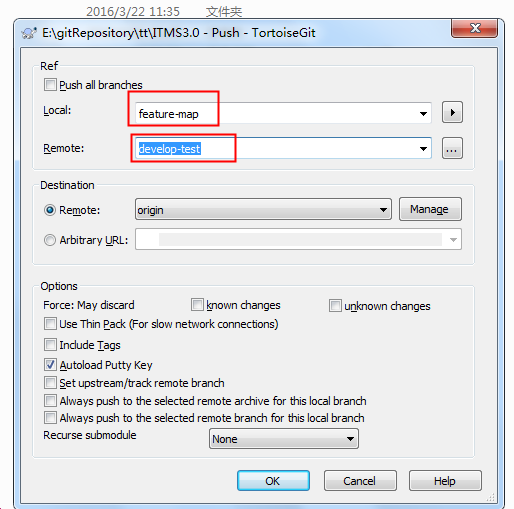 2016/3/22 11:35 文件夹
E:\gitRepository\tt\ITMS3.0 - Push - TortoiseGit
Ref
Push all branches
Local: feature-map
Remote: develop-test ...
Destination
Remote: origin Manage
Arbitrary URL:
Options
Force: May discard known changes unknown changes
Use Thin Pack (For slow network connections)
Include Tags
Autoload Putty Key
Set upstream/track remote branch
Always push to the selected remote archive for this local branch
Always push to the selected remote branch for this local branch
Recurse submodule None
OK Cancel Help